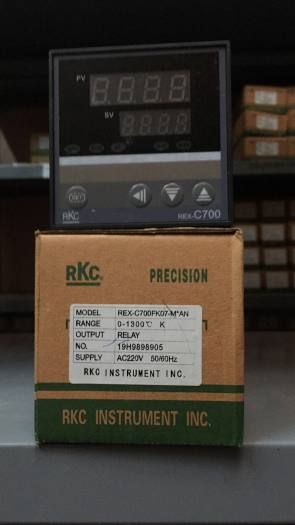 PV
8.8.8.8
SV
8.8.8.8
RKC
REX-C700
RKC
PRECISION
MODEL REX-C700FK07-M*AN
RANGE 0-1300℃ K
OUTPUT RELAY
NO. 19H9898905
SUPPLY AC220V 50/60Hz
RKC INSTRUMENT INC.
RKC INSTRUMENT INC.